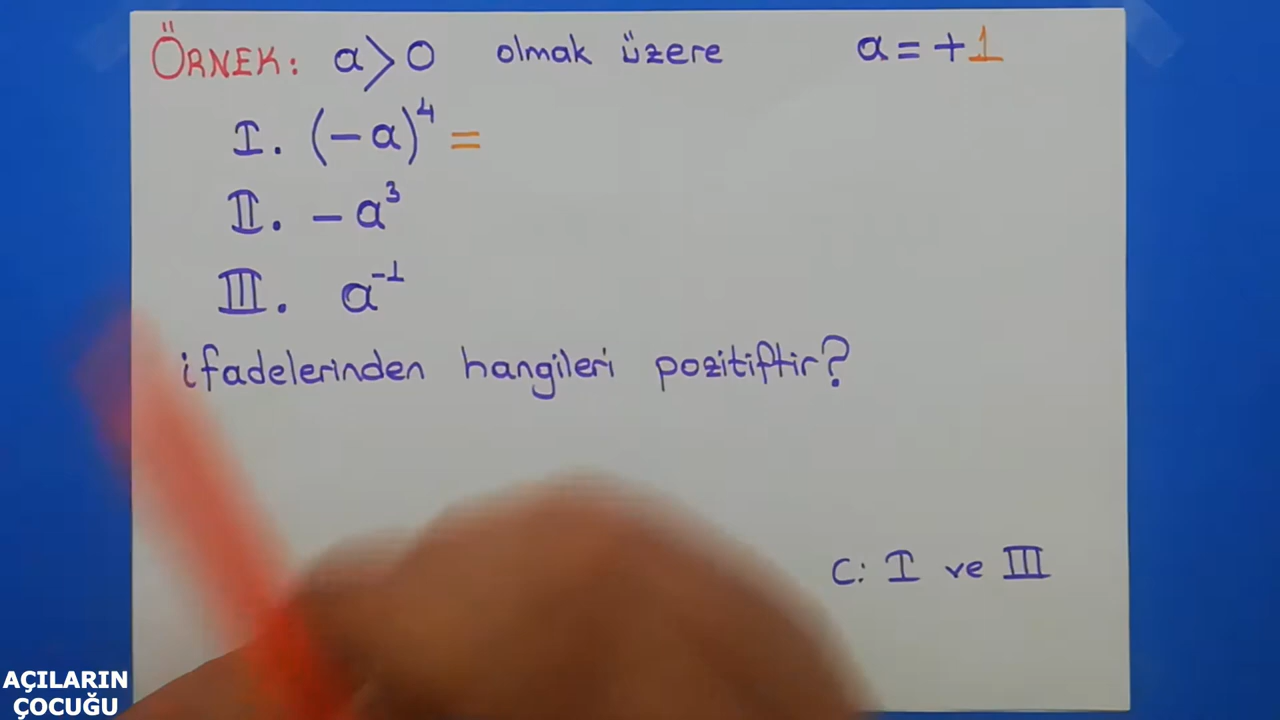 ÖRNEK: a>0 olmak üzere a=+1
I. (-a)⁴ =
II. -a³
III. a⁻¹
ifadelerinden hangileri pozitiftir?
C: I ve III
AÇILARIN
ÇOCUĞU